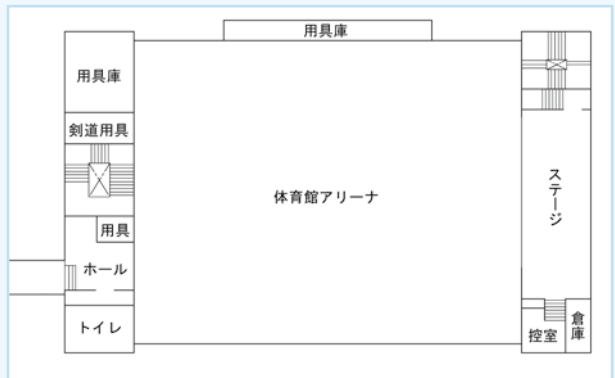 用具庫
用具庫
剣道用具
体育館アリーナ
ステージ
用具
ホール
トイレ
控室
倉庫